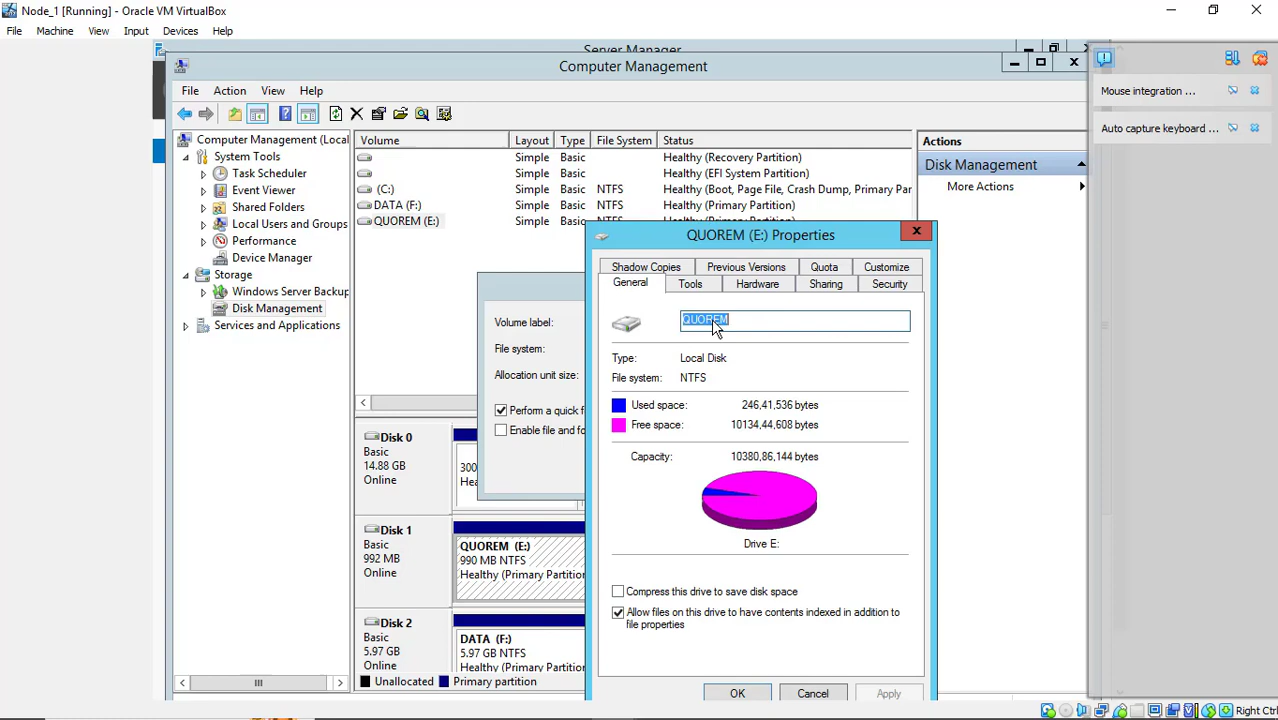 Node_1 [Running] - Oracle VM VirtualBox
File Machine View Input Devices Help
Server Manager
Computer Management
File Action View Help
Computer Management (Local
System Tools
Task Scheduler
Event Viewer
Shared Folders
Local Users and Groups
Performance
Device Manager
Storage
Windows Server Backup
Disk Management
Services and Applications
Volume Layout Type File System Status
Simple Basic Healthy (Recovery Partition)
Simple Basic Healthy (EFI System Partition)
(C:) Simple Basic NTFS Healthy (Boot, Page File, Crash Dump, Primary Par
DATA (F:) Simple Basic NTFS Healthy (Primary Partition)
QUOREM (E:) Simple Basic NTFS Healthy (Primary Partition)
Actions
Disk Management
More Actions
Mouse integration ...
Auto capture keyboard ...
Volume label:
File system:
Allocation unit size:
Perform a quick f
Enable file and fo
QUOREM (E:) Properties
Shadow Copies Previous Versions Quota Customize
General Tools Hardware Sharing Security
QUOREM
Type: Local Disk
File system: NTFS
Used space: 246,41,536 bytes
Free space: 10134,44,608 bytes
Capacity: 10380,86,144 bytes
Drive E:
Compress this drive to save disk space
Allow files on this drive to have contents indexed in addition to
file properties
OK Cancel Apply
Disk 0
Basic
14.88 GB
Online
300
Hea
Disk 1
Basic
992 MB
Online
QUOREM (E:)
990 MB NTFS
Healthy (Primary Partition
Disk 2
Basic
5.97 GB
Online
DATA (F:)
5.97 GB NTFS
Healthy (Primary Partition
Unallocated Primary partition
Right Ctrl